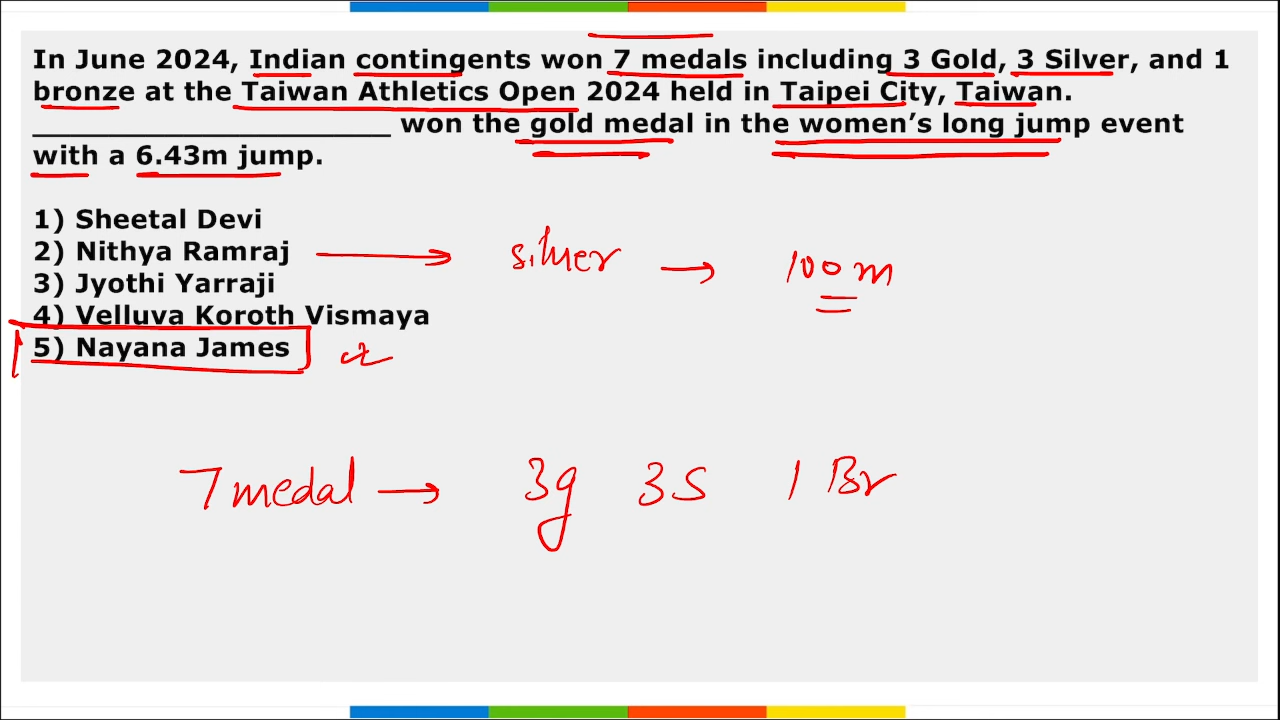 In June 2024, Indian contingents won 7 medals including 3 Gold, 3 Silver, and 1
bronze at the Taiwan Athletics Open 2024 held in Taipei City, Taiwan.
____________________ won the gold medal in the women's long jump event
with a 6.43m jump.
1) Sheetal Devi
2) Nithya Ramraj → silver → 100m
3) Jyothi Yarraji
4) Velluva Koroth Vismaya
5) Nayana James
7 medal → 3g 3S 1 Br